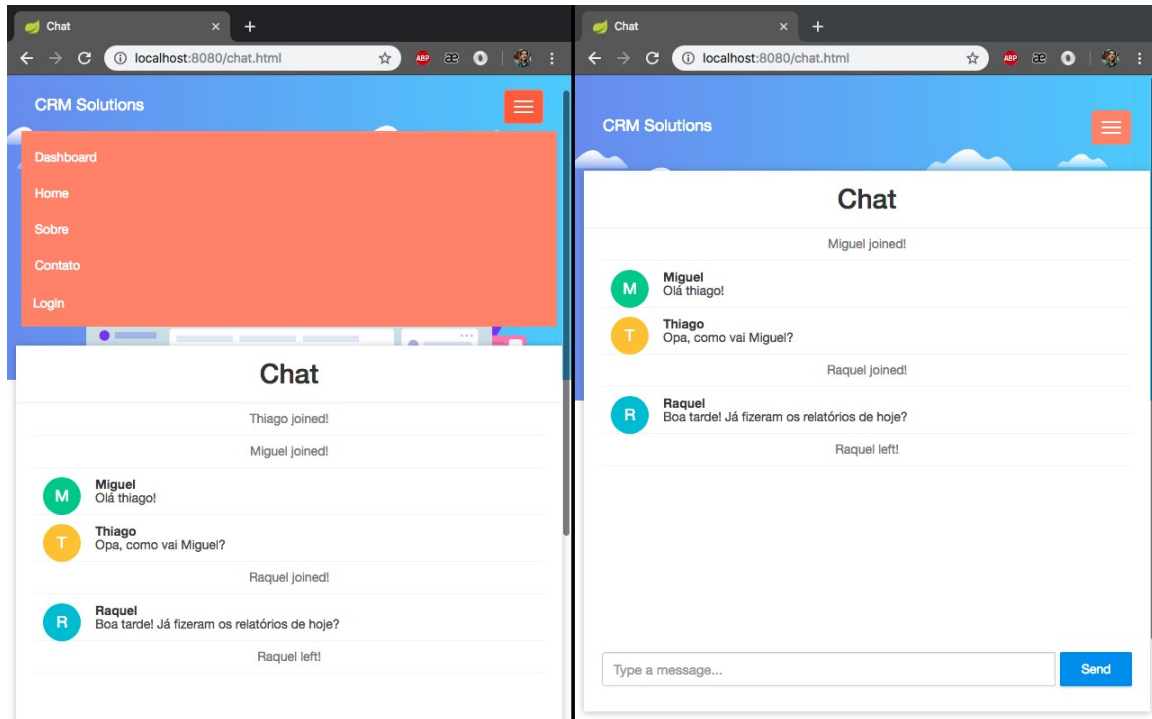 Chat
localhost:8080/chat.html
ABP
æ
CRM Solutions
Dashboard
Home
Sobre
Contato
Login
Chat
Thiago joined!
Miguel joined!
M
Miguel
Olá thiago!
T
Thiago
Opa, como vai Miguel?
Raquel joined!
R
Raquel
Boa tarde! Já fizeram os relatórios de hoje?
Raquel left!
Chat
localhost:8080/chat.html
ABP
æ
CRM Solutions
Chat
Miguel joined!
M
Miguel
Olá thiago!
T
Thiago
Opa, como vai Miguel?
Raquel joined!
R
Raquel
Boa tarde! Já fizeram os relatórios de hoje?
Raquel left!
Type a message...
Send